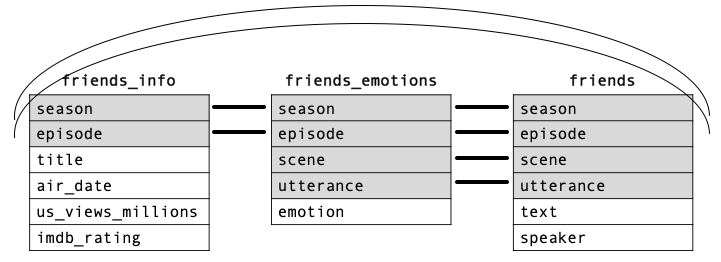 friends_info
season
episode
title
air_date
us_views_millions
imdb_rating
friends_emotions
season
episode
scene
utterance
emotion
friends
season
episode
scene
utterance
text
speaker